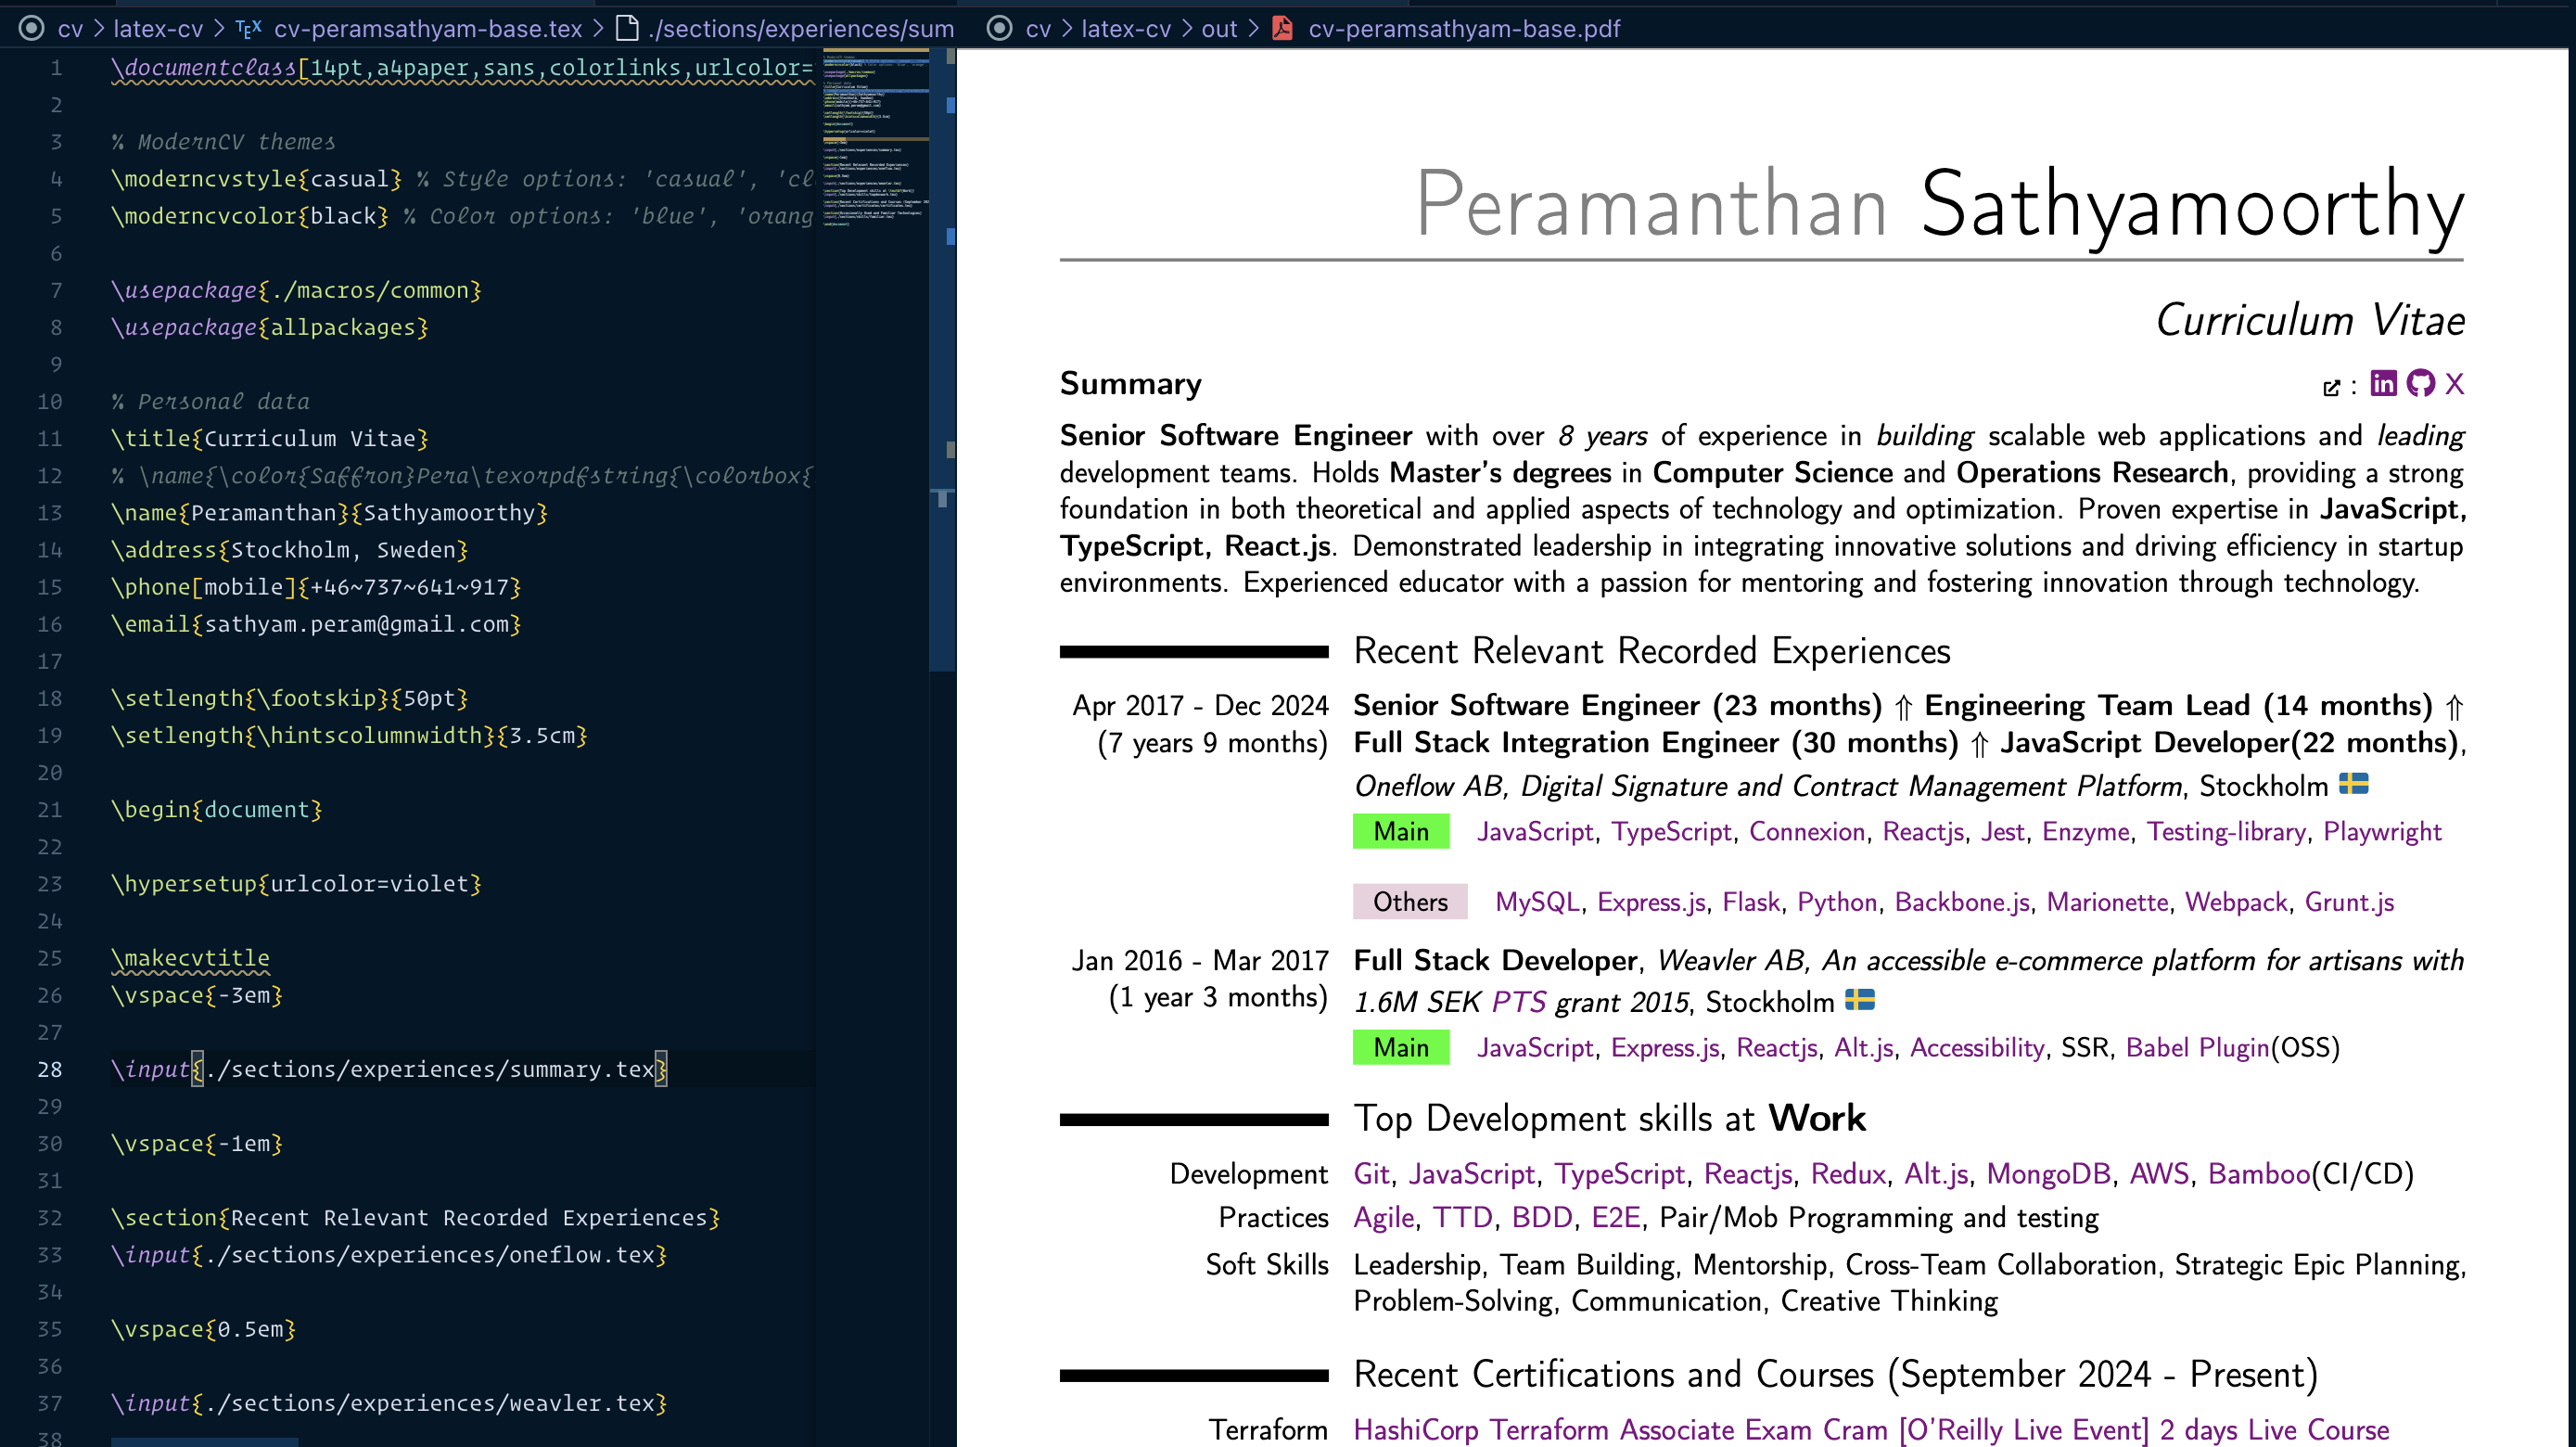 cv > latex-cv > TEX cv-peramsathyam-base.tex > ./sections/experiences/sum
1 \documentclass[14pt,a4paper,sans,colorlinks,urlcolor=
2
3 % ModernCV themes
4 \moderncvstyle{casual} % Style options: 'casual', 'cl
5 \moderncvcolor{black} % Color options: 'blue', 'orang
6
7 \usepackage{./macros/common}
8 \usepackage{allpackages}
9
10 % Personal data
11 \title{Curriculum Vitae}
12 % \name{\color{Saffron}Pera\texorpdfstring{\colorbox{
13 \name{Peramanthan}{Sathyamoorthy}
14 \address{Stockholm, Sweden}
15 \phone[mobile]{+46~737~641~917}
16 \email{sathyam.peram@gmail.com}
17
18 \setlength{\footskip}{50pt}
19 \setlength{\hintscolumnwidth}{3.5cm}
20
21 \begin{document}
22
23 \hypersetup{urlcolor=violet}
24
25 \makecvtitle
26 \vspace{-3em}
27
28 \input{./sections/experiences/summary.tex}
29
30 \vspace{-1em}
31
32 \section{Recent Relevant Recorded Experiences}
33 \input{./sections/experiences/oneflow.tex}
34
35 \vspace{0.5em}
36
37 \input{./sections/experiences/weavler.tex}
38
cv > latex-cv > out > cv-peramsathyam-base.pdf
Peramanthan Sathyamoorthy
Curriculum Vitae
Summary : in X
Senior Software Engineer with over 8 years of experience in building scalable web applications and leading
development teams. Holds Master's degrees in Computer Science and Operations Research, providing a strong
foundation in both theoretical and applied aspects of technology and optimization. Proven expertise in JavaScript,
TypeScript, React.js. Demonstrated leadership in integrating innovative solutions and driving efficiency in startup
environments. Experienced educator with a passion for mentoring and fostering innovation through technology.
Recent Relevant Recorded Experiences
Apr 2017 - Dec 2024 Senior Software Engineer (23 months) ⇑ Engineering Team Lead (14 months) ⇑
(7 years 9 months) Full Stack Integration Engineer (30 months) ⇑ JavaScript Developer(22 months),
Oneflow AB, Digital Signature and Contract Management Platform, Stockholm
Main JavaScript, TypeScript, Connexion, Reactjs, Jest, Enzyme, Testing-library, Playwright
Others MySQL, Express.js, Flask, Python, Backbone.js, Marionette, Webpack, Grunt.js
Jan 2016 - Mar 2017 Full Stack Developer, Weavler AB, An accessible e-commerce platform for artisans with
(1 year 3 months) 1.6M SEK PTS grant 2015, Stockholm
Main JavaScript, Express.js, Reactjs, Alt.js, Accessibility, SSR, Babel Plugin(OSS)
Top Development skills at Work
Development Git, JavaScript, TypeScript, Reactjs, Redux, Alt.js, MongoDB, AWS, Bamboo(CI/CD)
Practices Agile, TTD, BDD, E2E, Pair/Mob Programming and testing
Soft Skills Leadership, Team Building, Mentorship, Cross-Team Collaboration, Strategic Epic Planning,
Problem-Solving, Communication, Creative Thinking
Recent Certifications and Courses (September 2024 - Present)
Terraform HashiCorp Terraform Associate Exam Cram [O'Reilly Live Event] 2 days Live Course